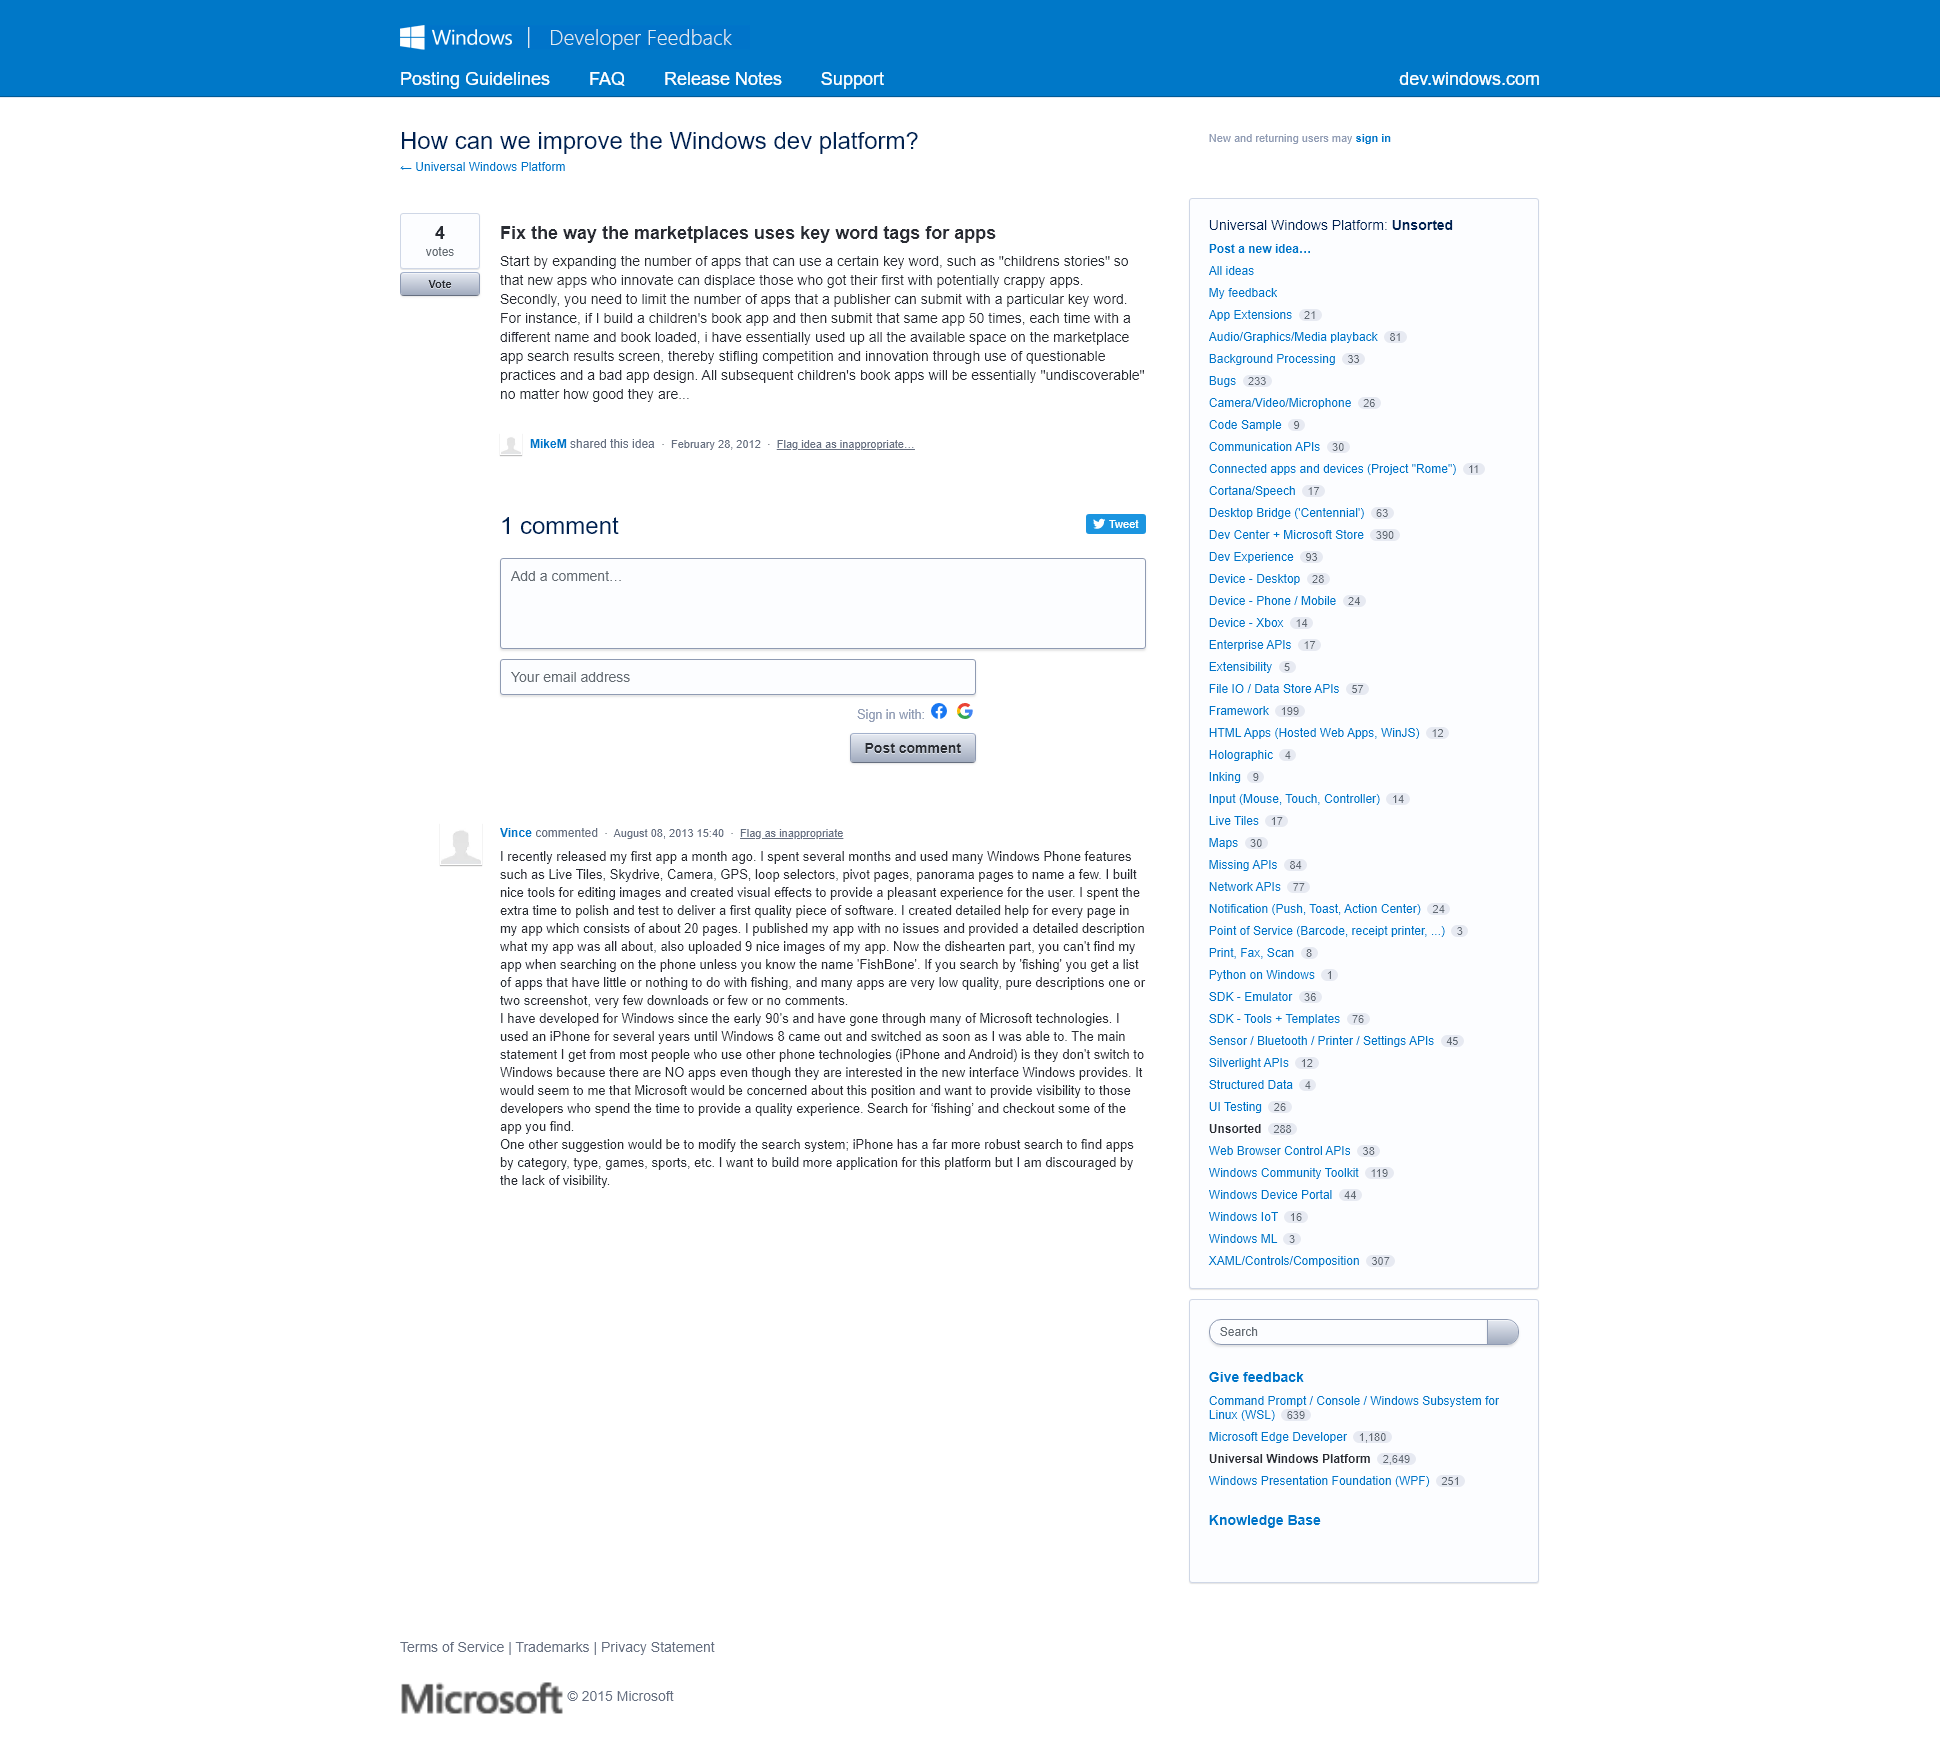 Windows | Developer Feedback
Posting Guidelines FAQ Release Notes Support dev.windows.com
How can we improve the Windows dev platform?
← Universal Windows Platform
New and returning users may sign in
4
votes
Vote
Fix the way the marketplaces uses key word tags for apps
Start by expanding the number of apps that can use a certain key word, such as "childrens stories" so
that new apps who innovate can displace those who got their first with potentially crappy apps.
Secondly, you need to limit the number of apps that a publisher can submit with a particular key word.
For instance, if I build a children's book app and then submit that same app 50 times, each time with a
different name and book loaded, i have essentially used up all the available space on the marketplace
app search results screen, thereby stifling competition and innovation through use of questionable
practices and a bad app design. All subsequent children's book apps will be essentially "undiscoverable"
no matter how good they are...
MikeM shared this idea · February 28, 2012 · Flag idea as inappropriate…
1 comment
Tweet
Add a comment…
Your email address
Sign in with:
Post comment
Vince commented · August 08, 2013 15:40 · Flag as inappropriate
I recently released my first app a month ago. I spent several months and used many Windows Phone features
such as Live Tiles, Skydrive, Camera, GPS, loop selectors, pivot pages, panorama pages to name a few. I built
nice tools for editing images and created visual effects to provide a pleasant experience for the user. I spent the
extra time to polish and test to deliver a first quality piece of software. I created detailed help for every page in
my app which consists of about 20 pages. I published my app with no issues and provided a detailed description
what my app was all about, also uploaded 9 nice images of my app. Now the dishearten part, you can't find my
app when searching on the phone unless you know the name 'FishBone'. If you search by 'fishing' you get a list
of apps that have little or nothing to do with fishing, and many apps are very low quality, pure descriptions one or
two screenshot, very few downloads or few or no comments.
I have developed for Windows since the early 90's and have gone through many of Microsoft technologies. I
used an iPhone for several years until Windows 8 came out and switched as soon as I was able to. The main
statement I get from most people who use other phone technologies (iPhone and Android) is they don't switch to
Windows because there are NO apps even though they are interested in the new interface Windows provides. It
would seem to me that Microsoft would be concerned about this position and want to provide visibility to those
developers who spend the time to provide a quality experience. Search for ‘fishing’ and checkout some of the
app you find.
One other suggestion would be to modify the search system; iPhone has a far more robust search to find apps
by category, type, games, sports, etc. I want to build more application for this platform but I am discouraged by
the lack of visibility.
Universal Windows Platform: Unsorted
Post a new idea…
All ideas
My feedback
App Extensions 21
Audio/Graphics/Media playback 81
Background Processing 33
Bugs 233
Camera/Video/Microphone 26
Code Sample 9
Communication APIs 30
Connected apps and devices (Project "Rome") 11
Cortana/Speech 17
Desktop Bridge ('Centennial') 63
Dev Center + Microsoft Store 390
Dev Experience 93
Device - Desktop 28
Device - Phone / Mobile 24
Device - Xbox 14
Enterprise APIs 17
Extensibility 5
File IO / Data Store APIs 57
Framework 199
HTML Apps (Hosted Web Apps, WinJS) 12
Holographic 4
Inking 9
Input (Mouse, Touch, Controller) 14
Live Tiles 17
Maps 30
Missing APIs 84
Network APIs 77
Notification (Push, Toast, Action Center) 24
Point of Service (Barcode, receipt printer, ...) 3
Print, Fax, Scan 8
Python on Windows 1
SDK - Emulator 36
SDK - Tools + Templates 76
Sensor / Bluetooth / Printer / Settings APIs 45
Silverlight APIs 12
Structured Data 4
UI Testing 26
Unsorted 288
Web Browser Control APIs 38
Windows Community Toolkit 119
Windows Device Portal 44
Windows IoT 16
Windows ML 3
XAML/Controls/Composition 307
Search
Give feedback
Command Prompt / Console / Windows Subsystem for
Linux (WSL) 639
Microsoft Edge Developer 1,180
Universal Windows Platform 2,649
Windows Presentation Foundation (WPF) 251
Knowledge Base
Terms of Service | Trademarks | Privacy Statement
Microsoft © 2015 Microsoft